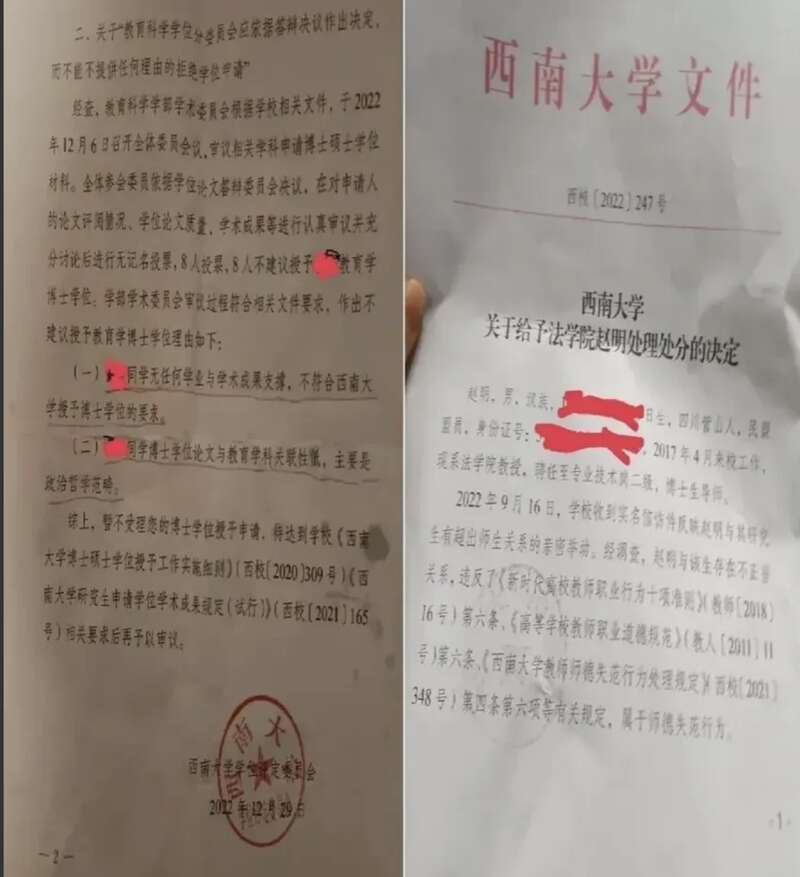 二、关于“教育科学学位分委员会应依据答辩决议作出决定，
而不能不提供任何理由的拒绝学位申请”
经查，教育科学学部学术委员会根据学校相关文件，于2022
年12月6日召开全体委员会议，审议相关学科申请博士硕士学位
材料。全体参会委员依据学位论文答辩委员会决议，在对申请人
的论文评阅情况、学位论文质量、学术成果等进行认真审议并充
分讨论后进行无记名投票，8人投票，8人不建议授予教育学
博士学位。学部学术委员会审议过程符合相关文件要求，作出不
建议授予教育学博士学位理由如下：
（一）同学无任何学业与学术成果支撑，不符合西南大
学授予博士学位的要求。
（二）同学博士学位论文与教育学科关联性低，主要是
政治哲学范畴。
综上，暂不受理您的博士学位授予申请，待达到学校《西南
大学博士硕士学位授予工作实施细则》（西校〔2020〕309号）《西
南大学研究生申请学位学术成果规定（试行）》（西校〔2021〕165
号）相关要求后再予以审议。
西南大学学位评定委员会
2022年12月29日
—2—
西南大学文件
西校〔2022〕247号
西南大学
关于给予法学院赵明处理处分的决定
赵明，男，汉族，日生，四川营山人，民盟
盟员，身份证号：，2017年4月来校工作，
现系法学院教授，聘任至专业技术岗二级，博士生导师。
2022年9月16日，学校收到实名信访件反映赵明与其研究
生有超出师生关系的亲密举动。经调查，赵明与该生存在不正当
关系，违反了《新时代高校教师职业行为十项准则》（教师〔2018〕
16号）第六条、《高等学校教师职业道德规范》（教人〔2011〕11
号）第六条、《西南大学教师师德失范行为处理规定》（西校〔2021〕
348号）第四条第六项等有关规定，属于师德失范行为。
1